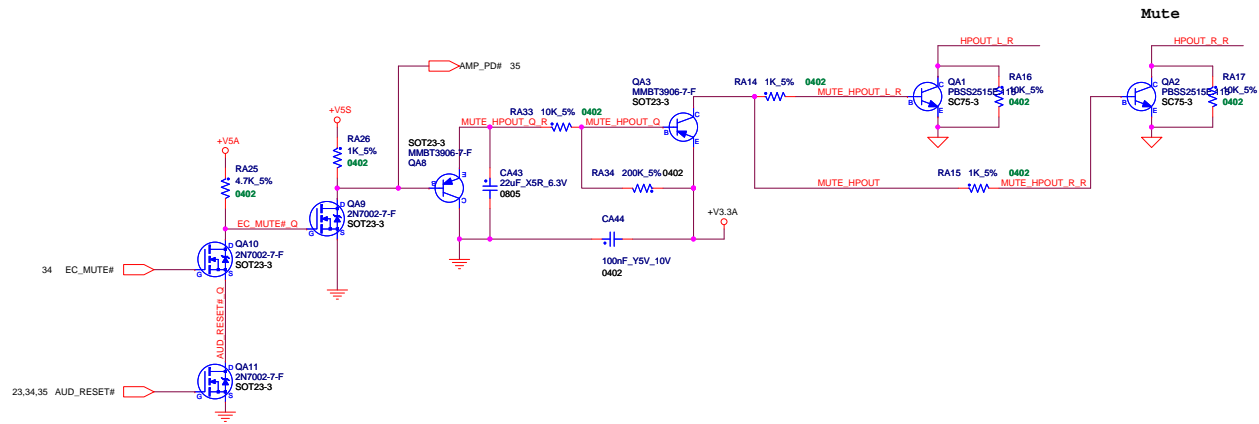 Mute
HPOUT_L_R
HPOUT_R_R
AMP_PD# 35
QA3
MMBT3906-7-F
SOT23-3
RA14 1K_5% 0402
MUTE_HPOUT_L_R
QA1
SC75-3
RA16
10K_5%
0402
QA2
SC75-3
RA17
10K_5%
0402
C
B
E
C
B
E
+V5S
RA26
1K_5%
0402
SOT23-3
MMBT3906-7-F
QA8
MUTE_HPOUT_Q_R
RA33 10K_5% 0402
MUTE_HPOUT_Q
C
B
E
+V5A
RA25
4.7K_5%
0402
B
E
C
CA43
22uF_X5R_6.3V
0805
RA34 200K_5% 0402
MUTE_HPOUT
RA15 1K_5% 0402
MUTE_HPOUT_R_R
EC_MUTE#_Q
QA9
2N7002-7-F
SOT23-3
D
G
S
CA44
100nF_Y5V_10V
0402
+V3.3A
34 EC_MUTE#
QA10
2N7002-7-F
SOT23-3
D
G
S
AUD_RESET#_Q
23,34,35 AUD_RESET#
QA11
2N7002-7-F
SOT23-3
D
G
S